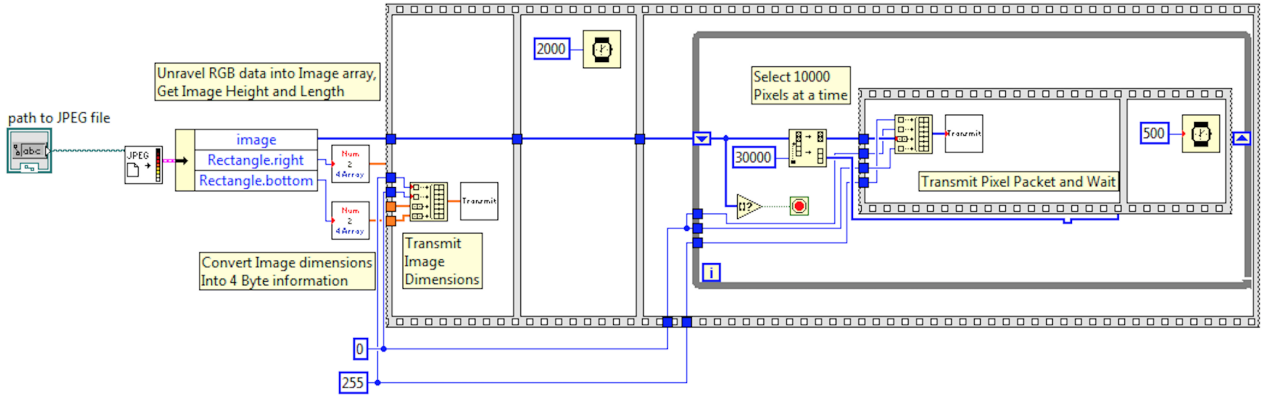 2000
Unravel RGB data into Image array,
Get Image Height and Length
Select 10000
Pixels at a time
path to JPEG file
abc
JPEG
image
Rectangle.right
Rectangle.bottom
Num
2
4 Array
Num
2
4 Array
Transmit
30000
Transmit
500
Transmit Pixel Packet and Wait
[]?
Transmit
Image
Dimensions
Convert Image dimensions
Into 4 Byte information
i
0
255